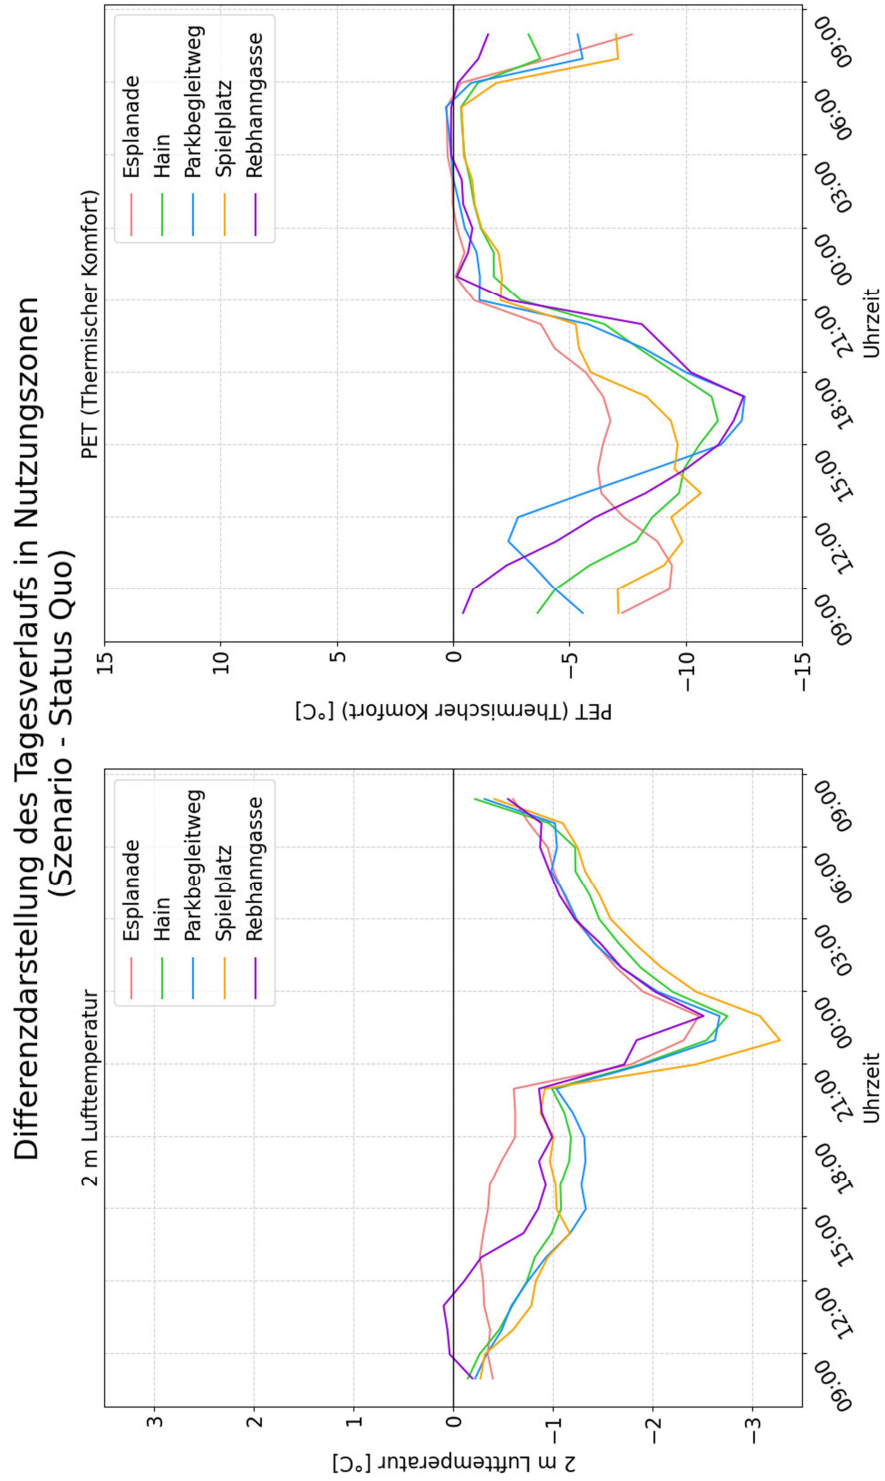 Differenzdarstellung des Tagesverlaufs in Nutzungszonen
(Szenario - Status Quo)
2 m Lufttemperatur
Esplanade
Hain
Parkbegleitweg
Spielplatz
Rebhanngasse
2 m Lufttemperatur [°C]
3
2
1
0
−1
−2
−3
09:00
12:00
15:00
18:00
21:00
00:00
03:00
06:00
09:00
Uhrzeit
PET (Thermischer Komfort)
Esplanade
Hain
Parkbegleitweg
Spielplatz
Rebhanngasse
PET (Thermischer Komfort) [°C]
15
10
5
0
−5
−10
−15
09:00
12:00
15:00
18:00
21:00
00:00
03:00
06:00
09:00
Uhrzeit